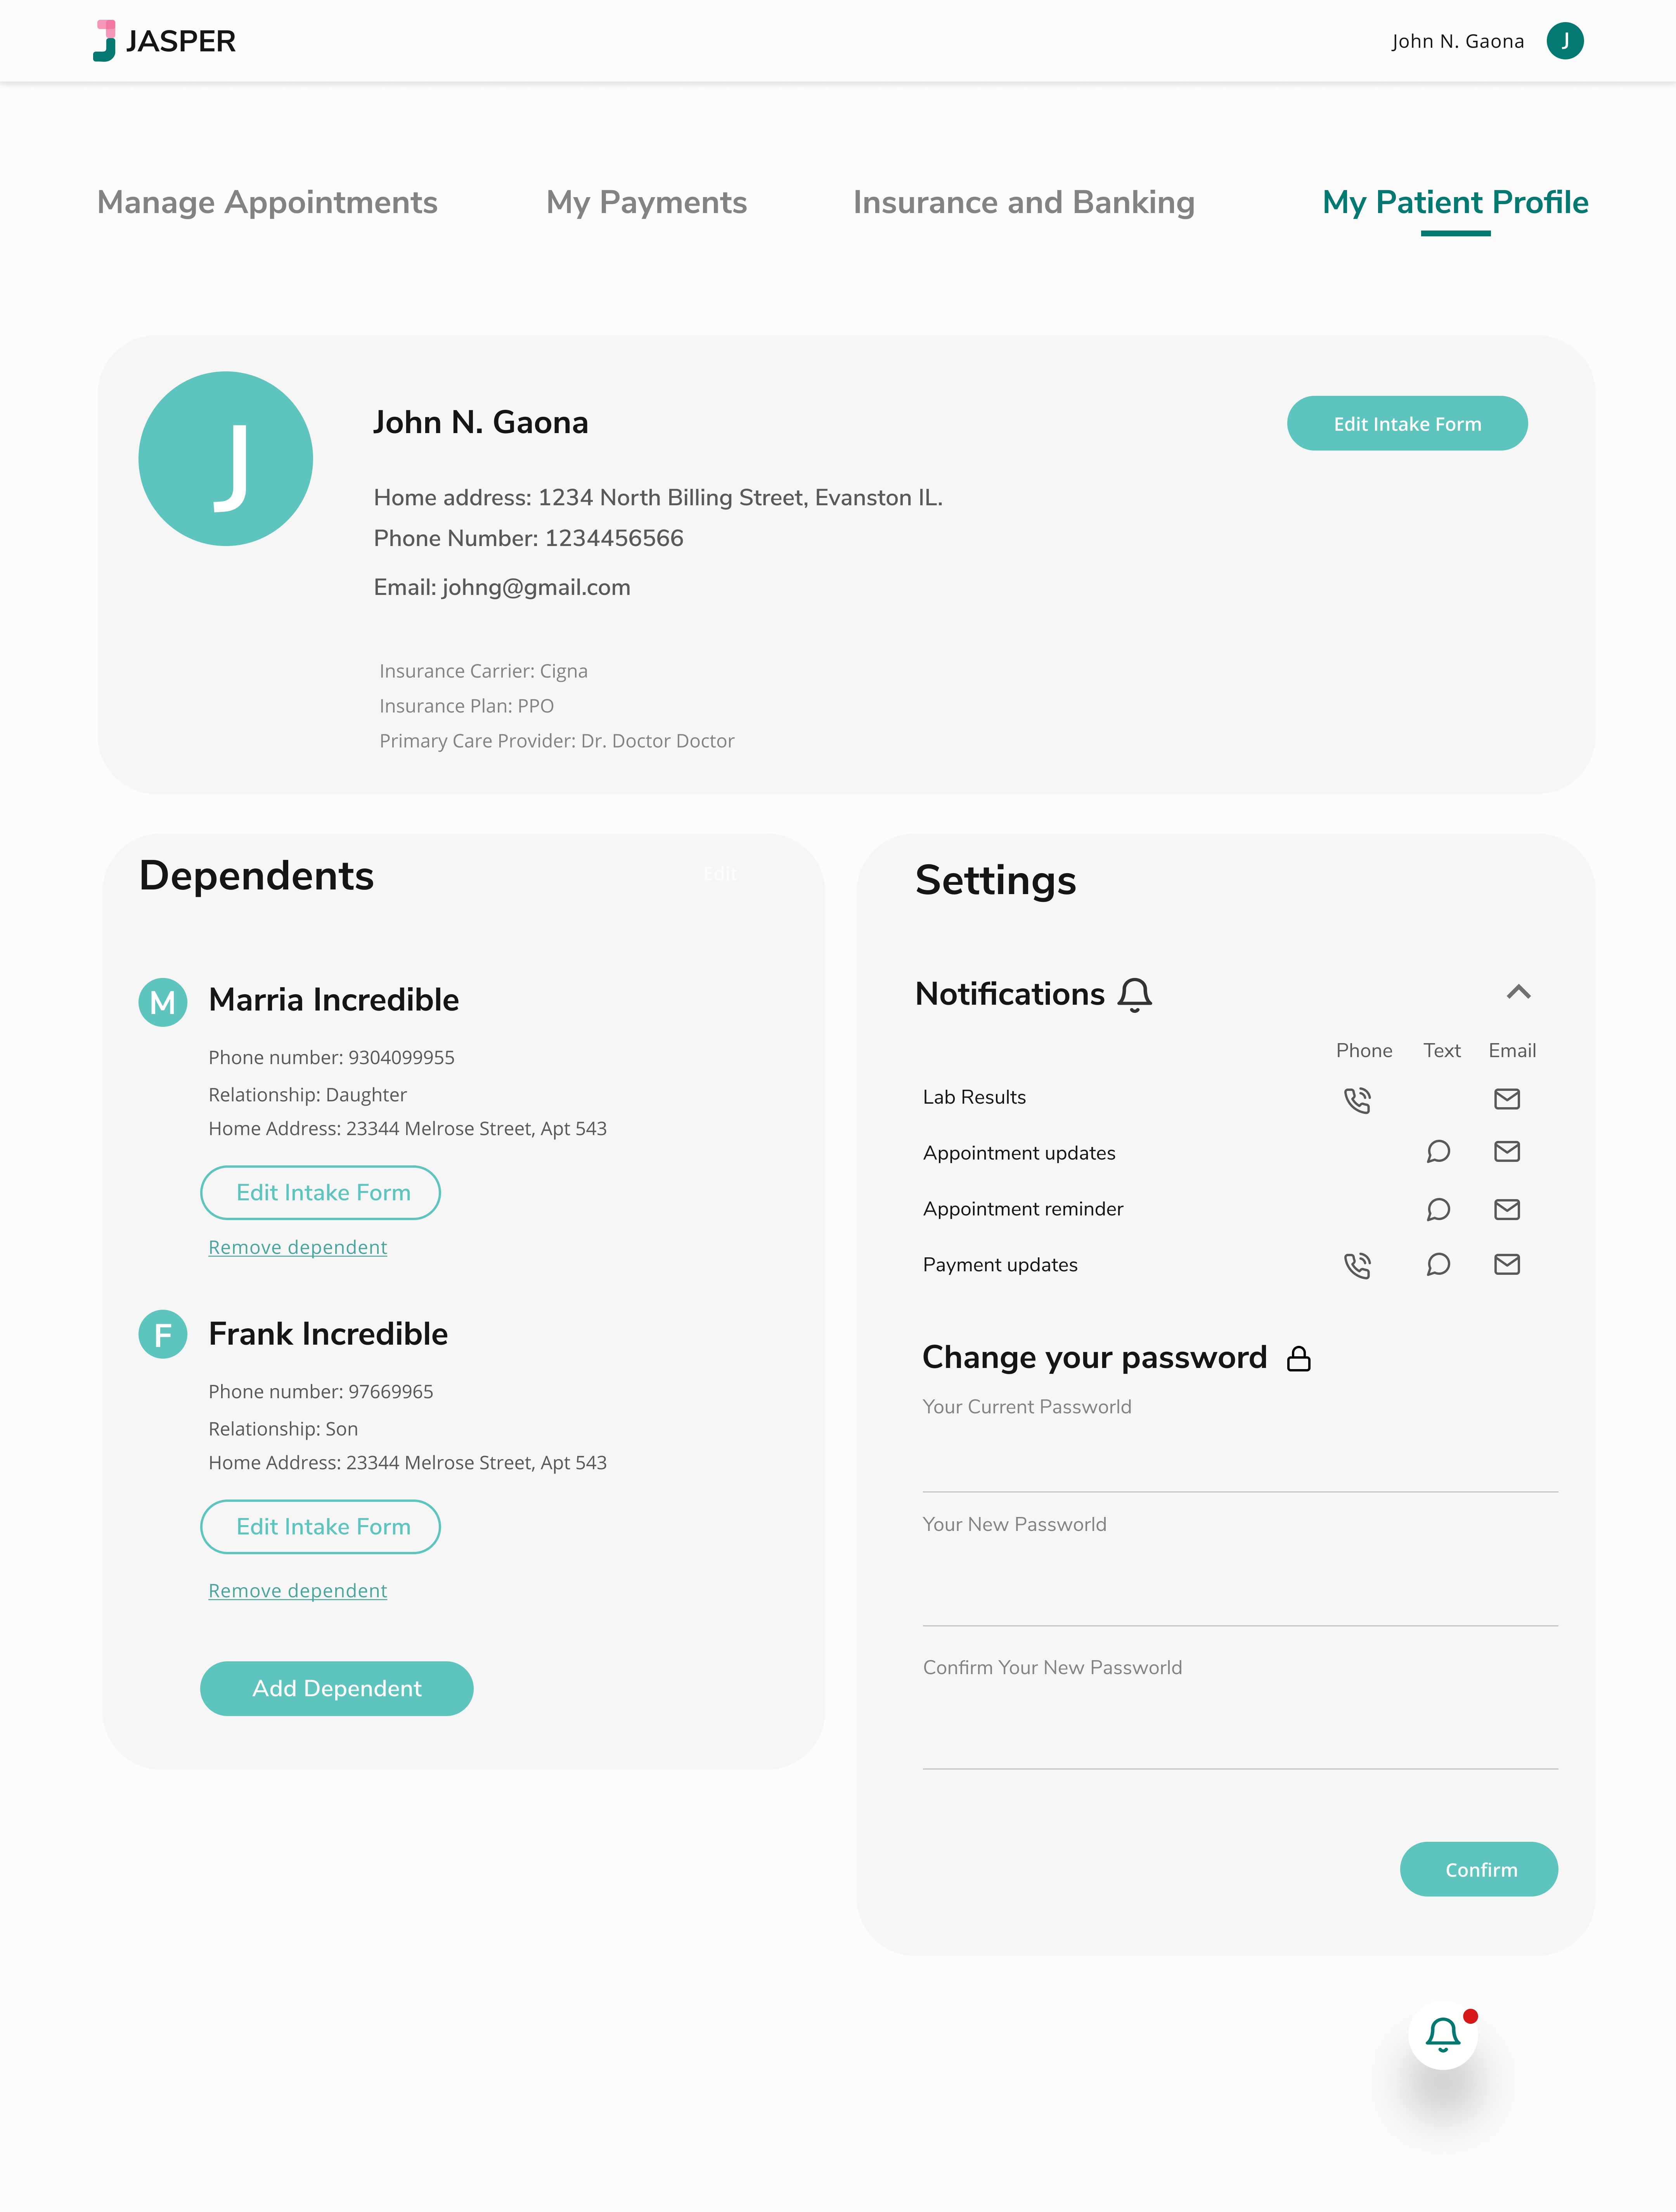 JASPER
John N. Gaona
J
Manage Appointments
My Payments
Insurance and Banking
My Patient Profile
J
John N. Gaona
Edit Intake Form
Home address: 1234 North Billing Street, Evanston IL.
Phone Number: 1234456566
Email: johng@gmail.com
Insurance Carrier: Cigna
Insurance Plan: PPO
Primary Care Provider: Dr. Doctor Doctor
Dependents
Edit
M
Marria Incredible
Phone number: 9304099955
Relationship: Daughter
Home Address: 23344 Melrose Street, Apt 543
Edit Intake Form
Remove dependent
F
Frank Incredible
Phone number: 97669965
Relationship: Son
Home Address: 23344 Melrose Street, Apt 543
Edit Intake Form
Remove dependent
Add Dependent
Settings
Notifications
Phone Text Email
Lab Results
Appointment updates
Appointment reminder
Payment updates
Change your password
Your Current Passworld
Your New Passworld
Confirm Your New Passworld
Confirm